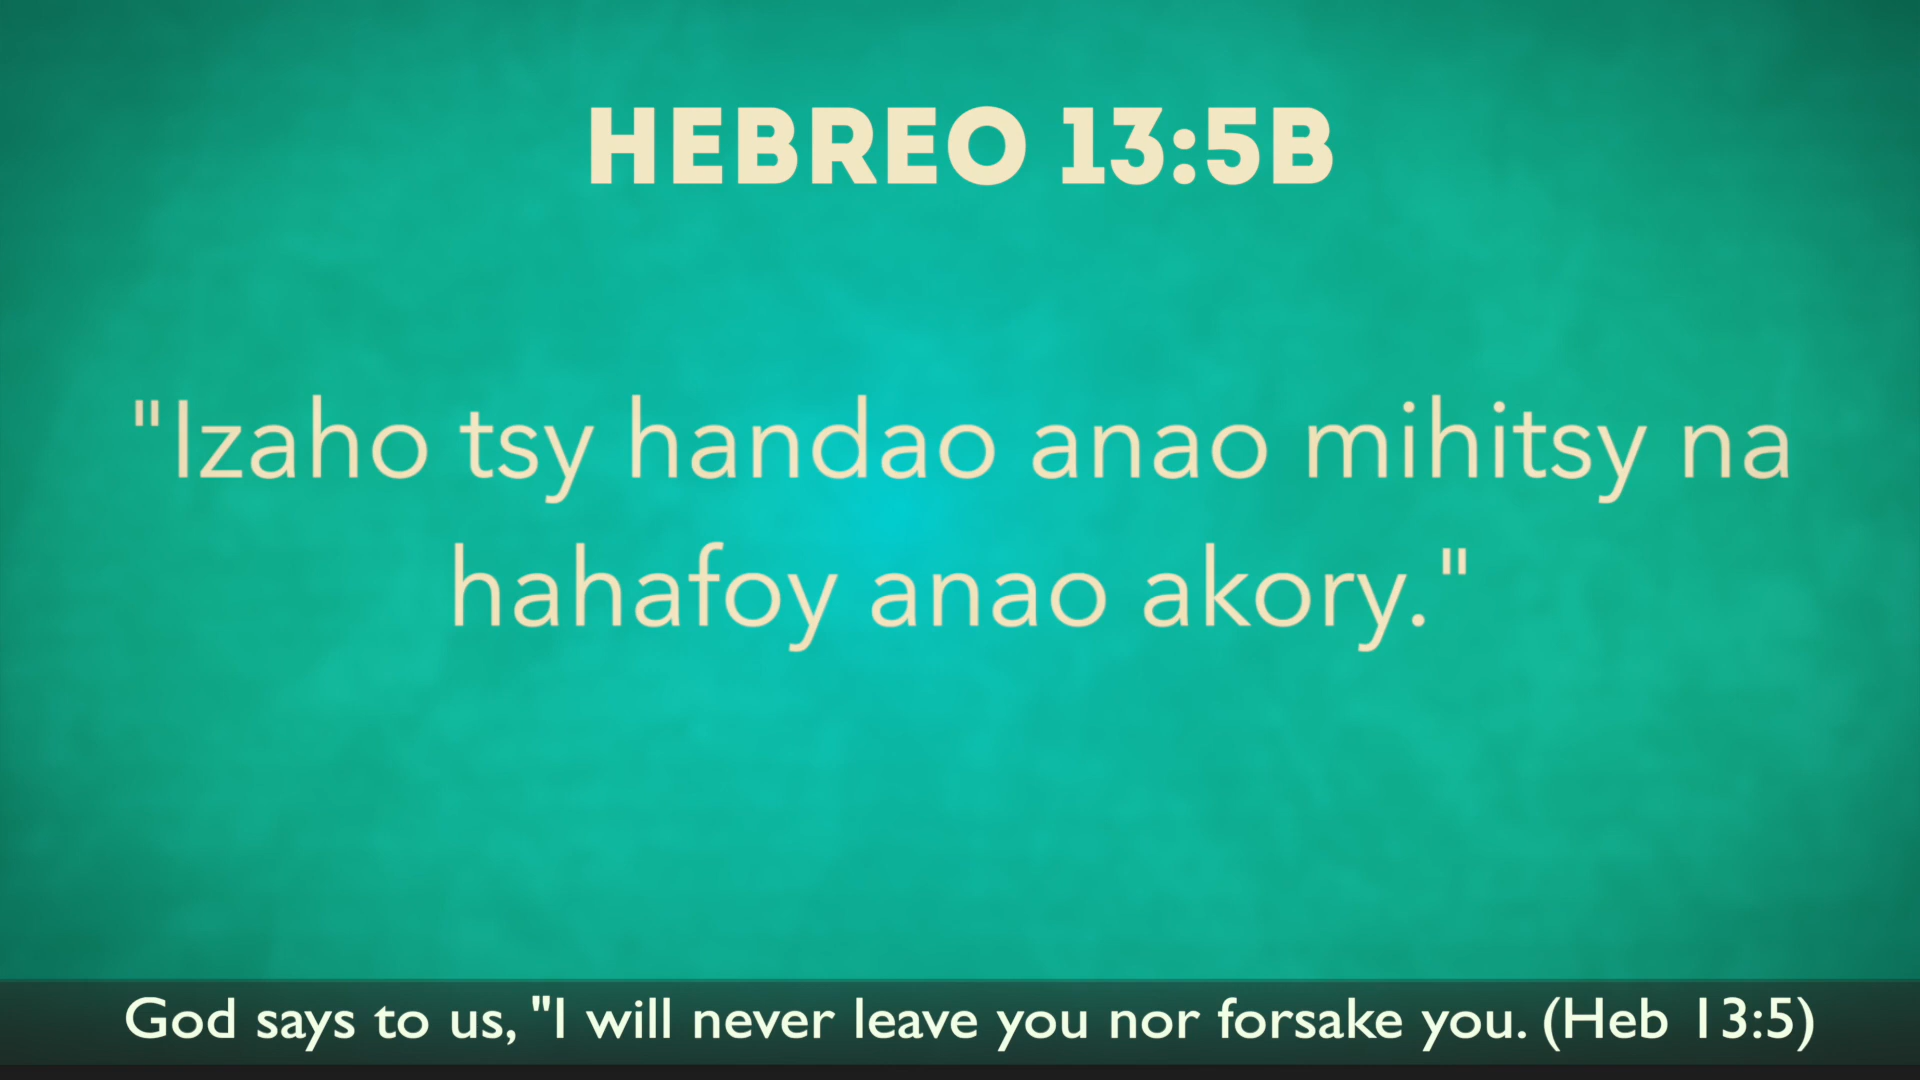 HEBREO 13:5B
"Izaho tsy handao anao mihitsy na
hahafoy anao akory."
God says to us, "I will never leave you nor forsake you. (Heb 13:5)